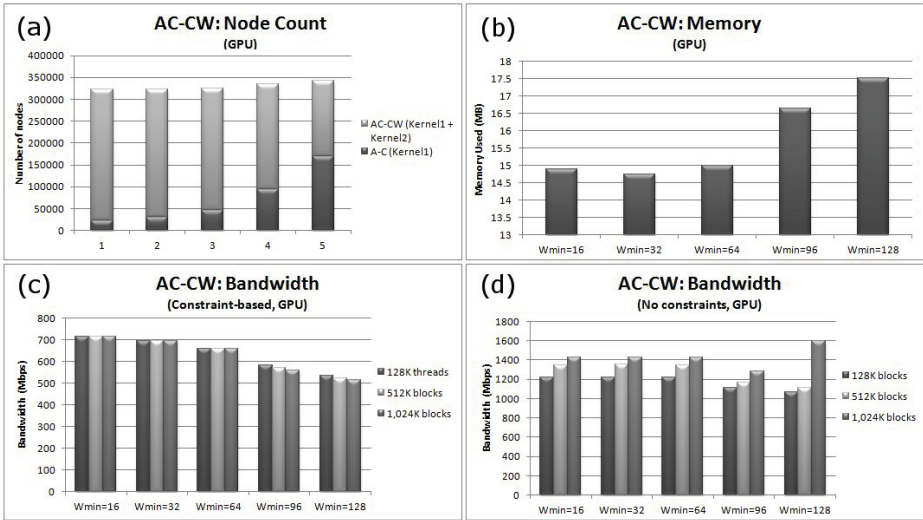 (a)
AC-CW: Node Count
(GPU)
Number of nodes
400000
350000
300000
250000
200000
150000
100000
50000
0
1 2 3 4 5
AC-CW (Kernel1 +
Kernel2)
A-C (Kernel1)
(b)
AC-CW: Memory
(GPU)
Memory Used (MB)
18
17.5
17
16.5
16
15.5
15
14.5
14
13.5
13
Wmin=16 Wmin=32 Wmin=64 Wmin=96 Wmin=128
(c)
AC-CW: Bandwidth
(Constraint-based, GPU)
Bandwidth (Mbps)
800
700
600
500
400
300
200
100
0
Wmin=16 Wmin=32 Wmin=64 Wmin=96 Wmin=128
128K threads
512K blocks
1,024K blocks
(d)
AC-CW: Bandwidth
(No constraints, GPU)
Bandwidth (Mbps)
1800
1600
1400
1200
1000
800
600
400
200
0
Wmin=16 Wmin=32 Wmin=64 Wmin=96 Wmin=128
128K blocks
512K blocks
1,024K blocks